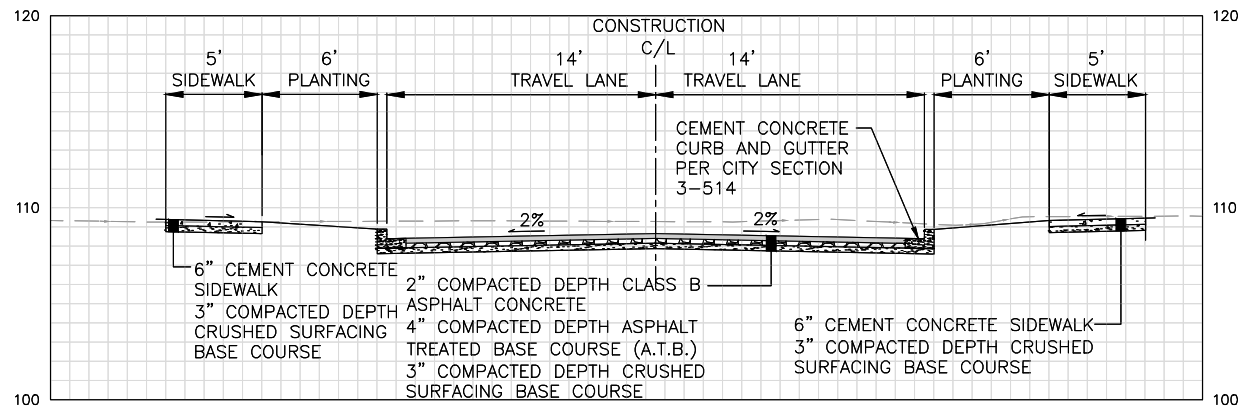 120
120
CONSTRUCTION
C/L
5'
SIDEWALK
6'
PLANTING
14'
TRAVEL LANE
14'
TRAVEL LANE
6'
PLANTING
5'
SIDEWALK
CEMENT CONCRETE
CURB AND GUTTER
PER CITY SECTION
3-514
110
110
2%
2%
6" CEMENT CONCRETE
SIDEWALK
3" COMPACTED DEPTH
CRUSHED SURFACING
BASE COURSE
2" COMPACTED DEPTH CLASS B
ASPHALT CONCRETE
4" COMPACTED DEPTH ASPHALT
TREATED BASE COURSE (A.T.B.)
3" COMPACTED DEPTH CRUSHED
SURFACING BASE COURSE
6" CEMENT CONCRETE SIDEWALK
3" COMPACTED DEPTH CRUSHED
SURFACING BASE COURSE
105
105
100
100